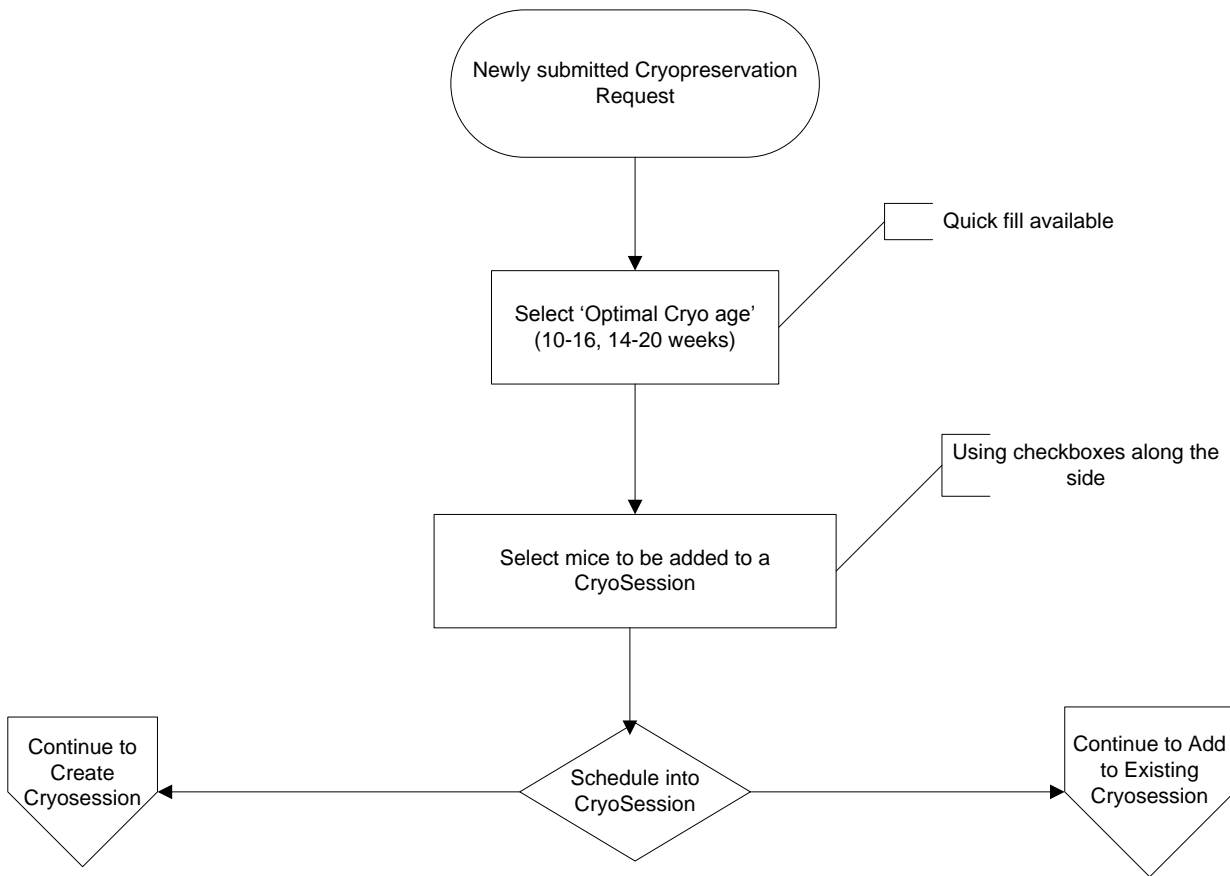 Newly submitted Cryopreservation
Request
Quick fill available
Select ‘Optimal Cryo age’
(10-16, 14-20 weeks)
Using checkboxes along the
side
Select mice to be added to a
CryoSession
Continue to
Create
Cryosession
Schedule into
CryoSession
Continue to Add
to Existing
Cryosession